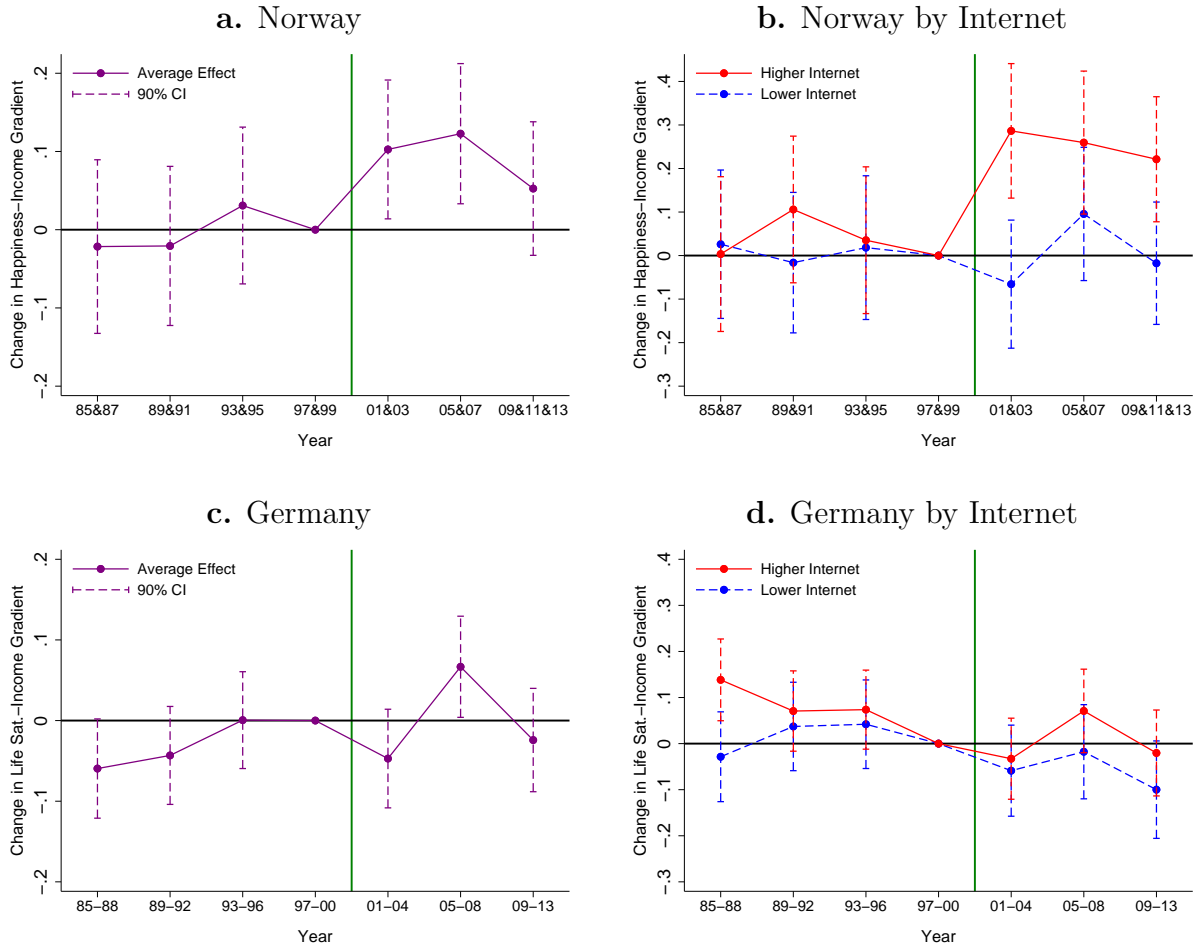 a. Norway
Change in Happiness−Income Gradient
.2
.1
0
−.1
−.2
Average Effect
90% CI
85&87 89&91 93&95 97&99 01&03 05&07 09&11&13
Year
b. Norway by Internet
Change in Happiness−Income Gradient
.4
.3
.2
.1
0
−.1
−.2
−.3
Higher Internet
Lower Internet
85&87 89&91 93&95 97&99 01&03 05&07 09&11&13
Year
c. Germany
Change in Life Sat.−Income Gradient
.2
.1
0
−.1
−.2
Average Effect
90% CI
85−88 89−92 93−96 97−00 01−04 05−08 09−13
Year
d. Germany by Internet
Change in Life Sat.−Income Gradient
.4
.3
.2
.1
0
−.1
−.2
−.3
Higher Internet
Lower Internet
85−88 89−92 93−96 97−00 01−04 05−08 09−13
Year